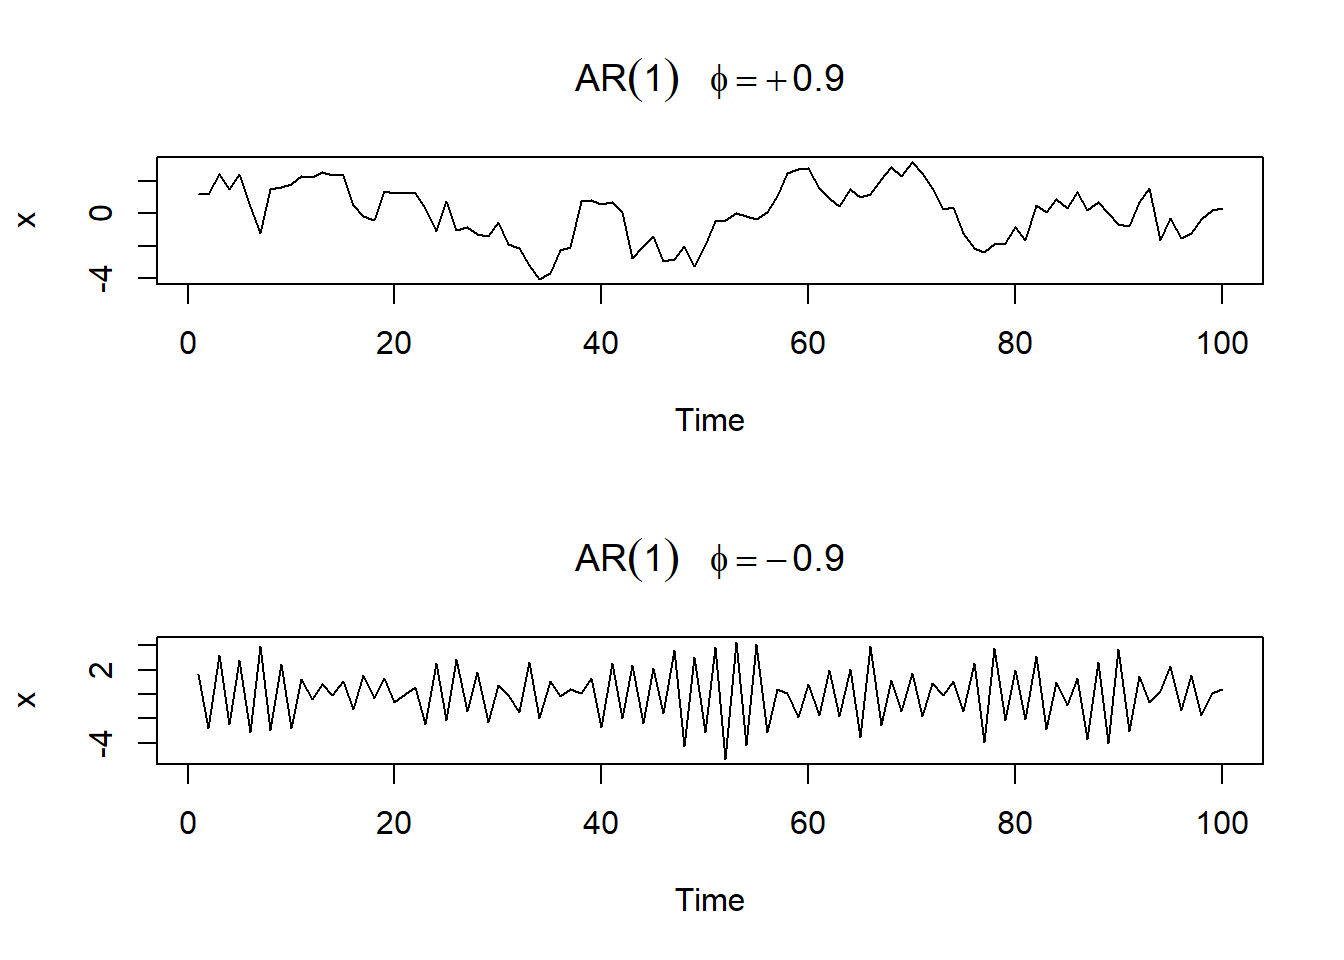 AR(1) ϕ = +0.9
x
0
-4
0 20 40 60 80 100
Time
AR(1) ϕ = −0.9
x
2
-4
0 20 40 60 80 100
Time